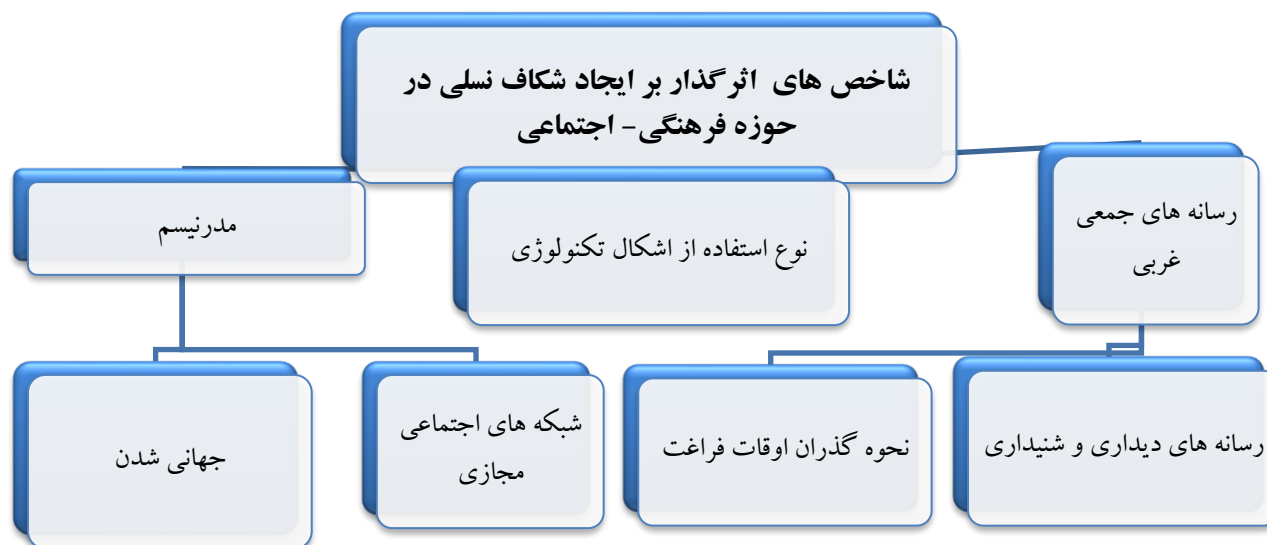 شاخص های اثرگذار بر ایجاد شکاف نسلی در
حوزه فرهنگی- اجتماعی
رسانه های جمعی
غربی
نوع استفاده از اشکال تکنولوژی
مدرنیسم
رسانه های دیداری و شنیداری
نحوه گذران اوقات فراغت
شبکه های اجتماعی
مجازی
جهانی شدن